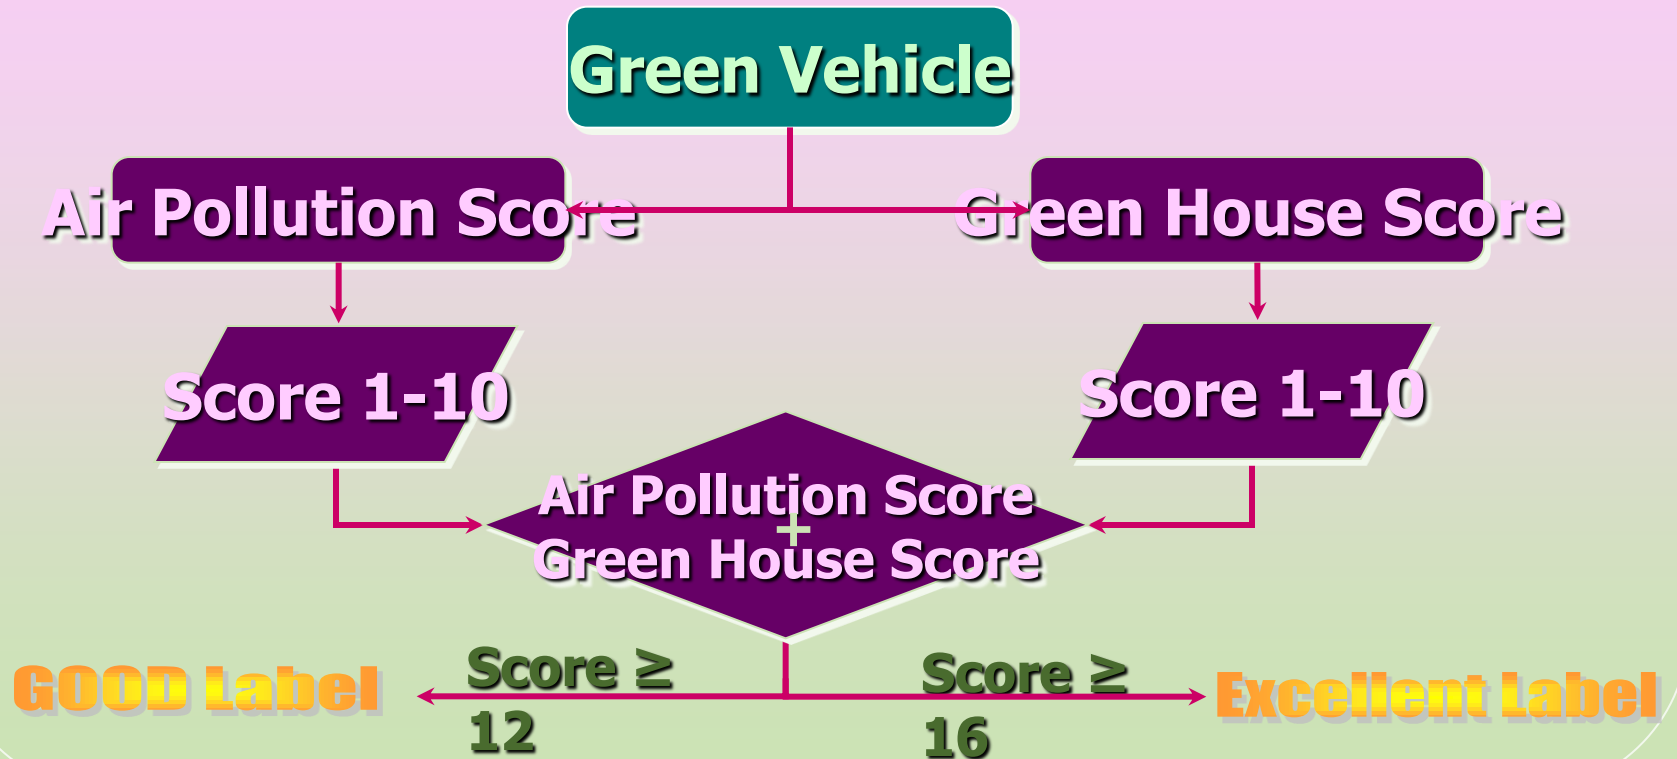 Green Vehicle
Air Pollution Score
Green House Score
Score 1-10
Score 1-10
Air Pollution Score
+
Green House Score
GOOD Label
Score ≥
12
Score ≥
16
Excellent Label